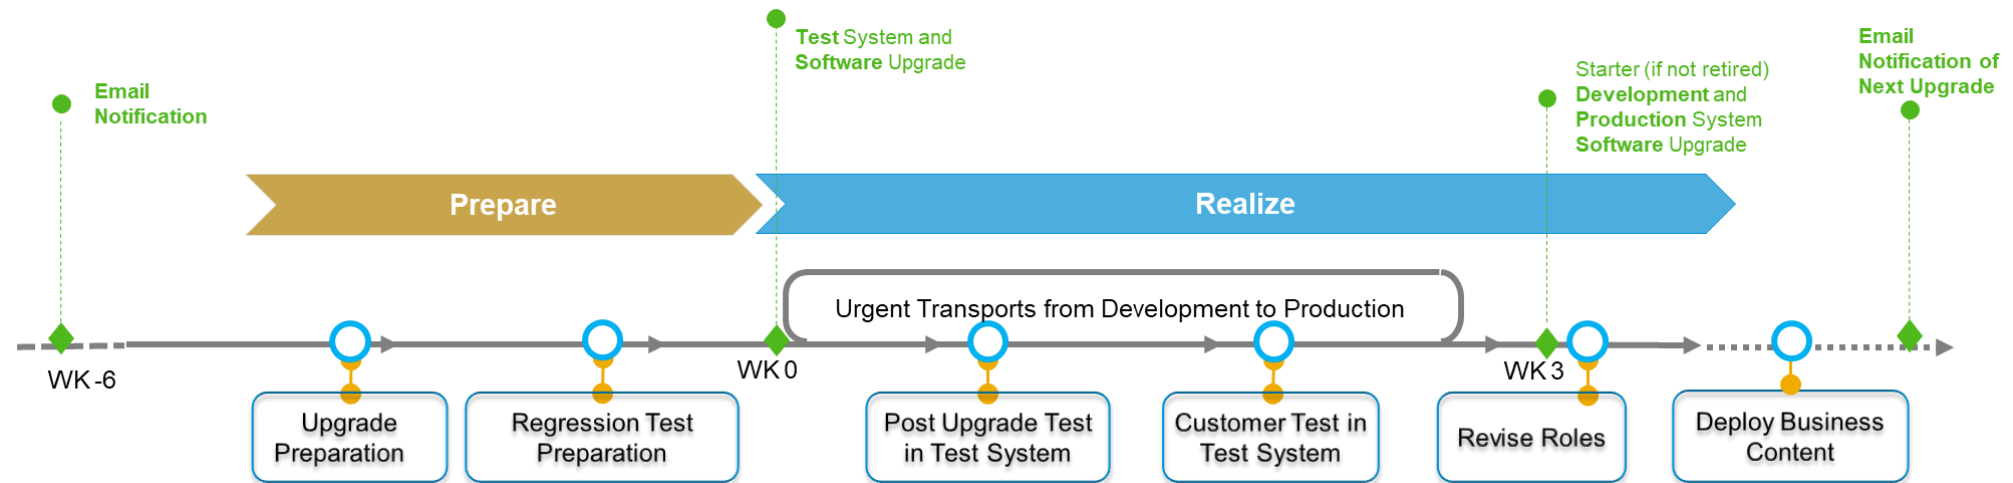 Email
Notification
Test System and
Software Upgrade
Starter (if not retired)
Development and
Production System
Software Upgrade
Email
Notification of
Next Upgrade
Prepare
Realize
Urgent Transports from Development to Production
WK -6
WK 0
WK 3
Upgrade
Preparation
Regression Test
Preparation
Post Upgrade Test
in Test System
Customer Test in
Test System
Revise Roles
Deploy Business
Content